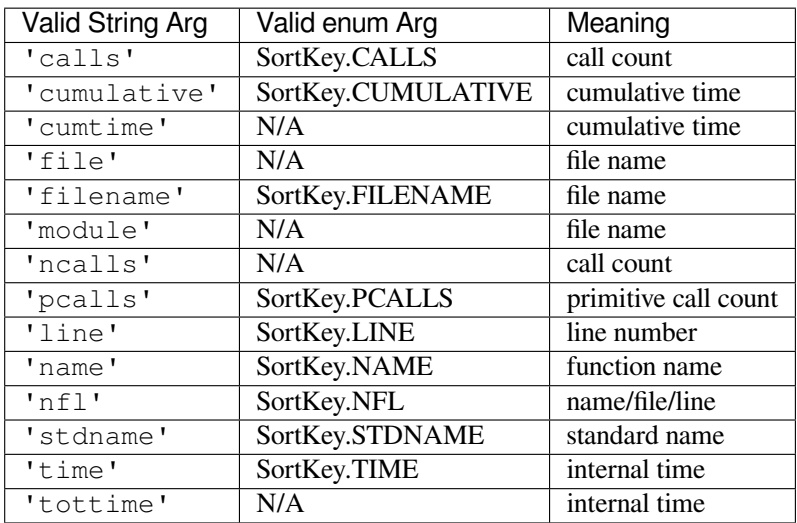 Valid String Arg Valid enum Arg Meaning
'calls' SortKey.CALLS call count
'cumulative' SortKey.CUMULATIVE cumulative time
'cumtime' N/A cumulative time
'file' N/A file name
'filename' SortKey.FILENAME file name
'module' N/A file name
'ncalls' N/A call count
'pcalls' SortKey.PCALLS primitive call count
'line' SortKey.LINE line number
'name' SortKey.NAME function name
'nfl' SortKey.NFL name/file/line
'stdname' SortKey.STDNAME standard name
'time' SortKey.TIME internal time
'tottime' N/A internal time